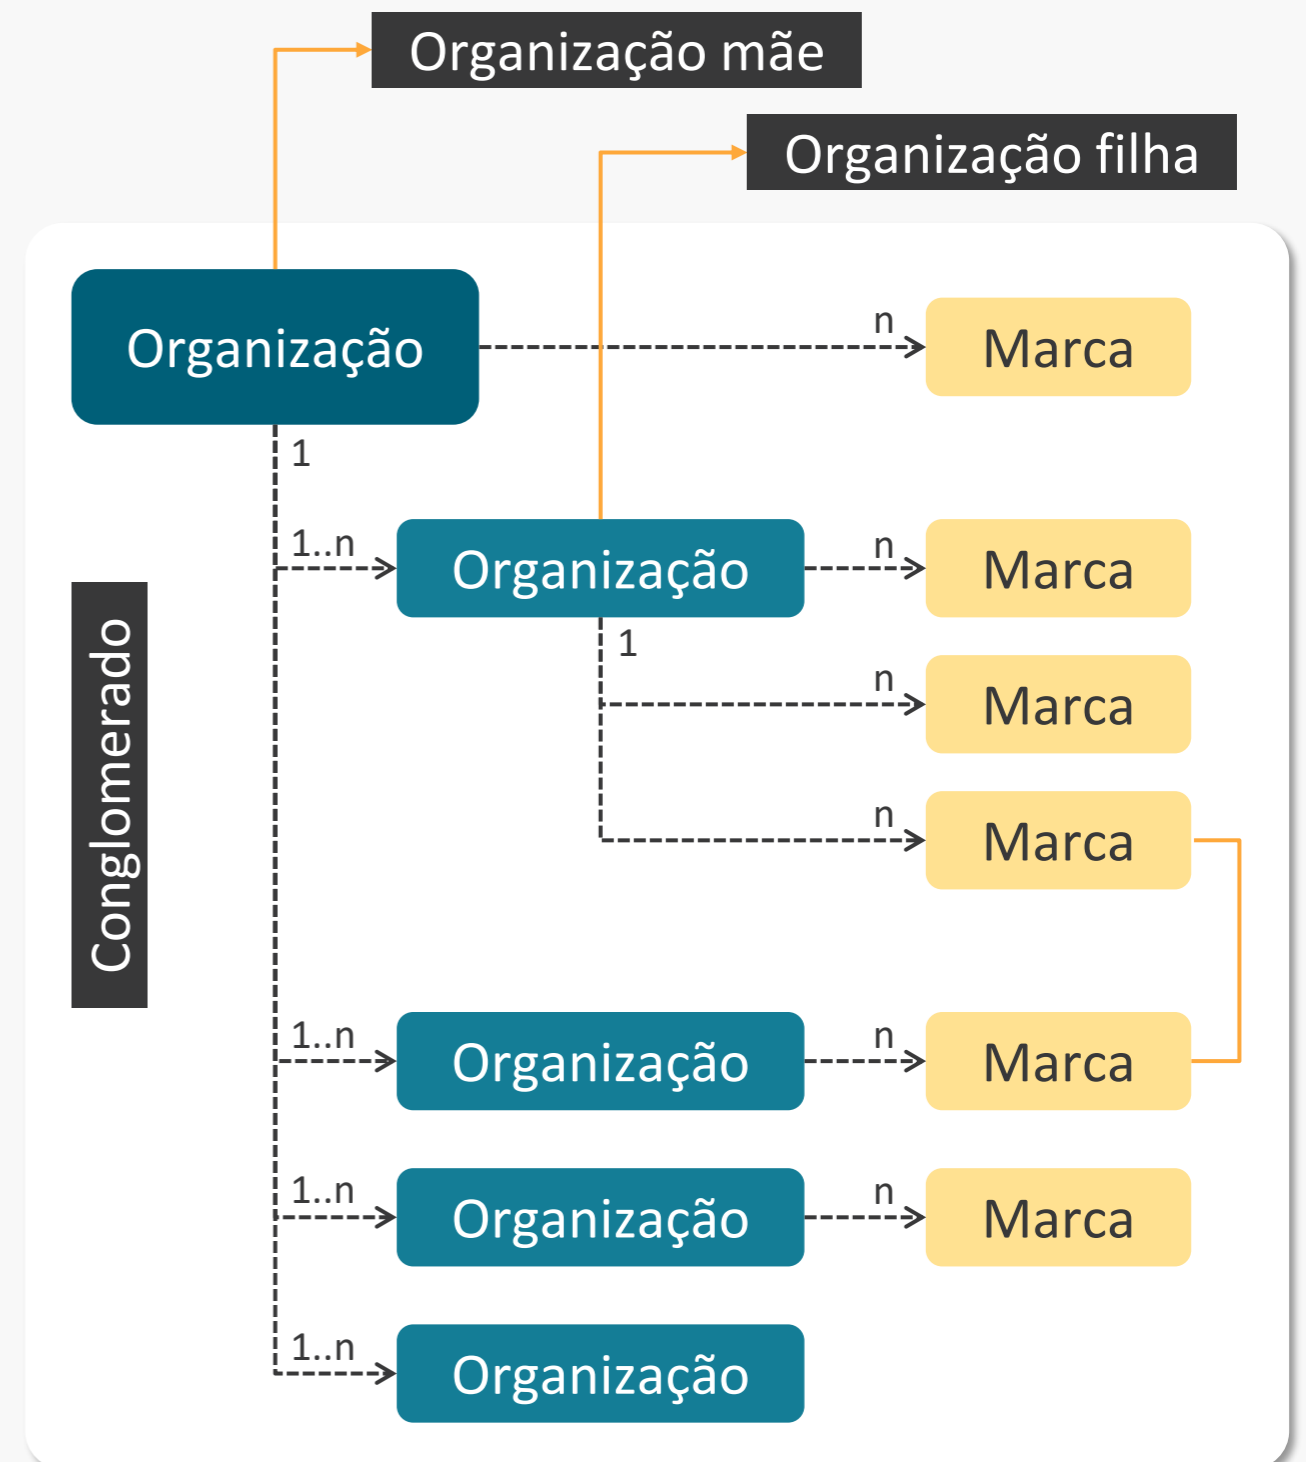 Organização mãe
Organização filha
Organização
n
Marca
1
1..n
Organização
n
Marca
1
n
Marca
n
Marca
Conglomerado
1..n
Organização
n
Marca
1..n
Organização
n
Marca
1..n
Organização